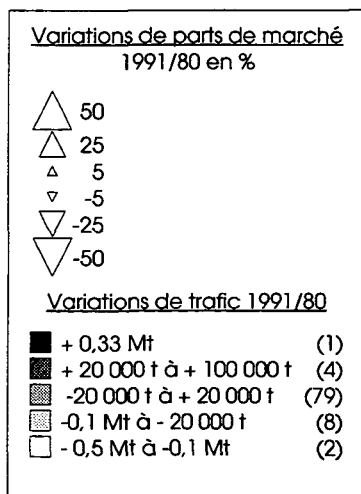 Variations de parts de marché
1991/80 en %
50
25
5
-5
-25
-50
Variations de trafic 1991/80
+ 0,33 Mt (1)
+ 20 000 t à + 100 000 t (4)
-20 000 t à + 20 000 t (79)
-0,1 Mt à - 20 000 t (8)
- 0,5 Mt à -0,1 Mt (2)